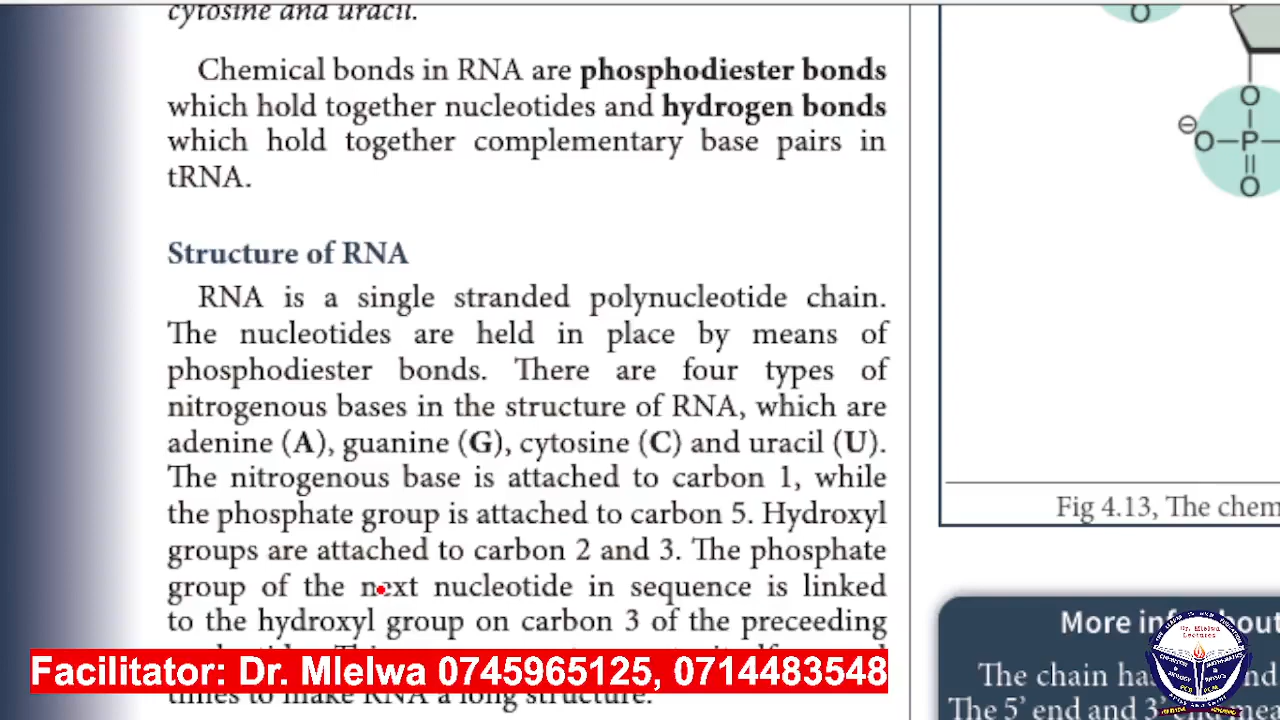 cytosine and uracil.
Chemical bonds in RNA are phosphodiester bonds
which hold together nucleotides and hydrogen bonds
which hold together complementary base pairs in
tRNA.
Structure of RNA
RNA is a single stranded polynucleotide chain.
The nucleotides are held in place by means of
phosphodiester bonds. There are four types of
nitrogenous bases in the structure of RNA, which are
adenine (A), guanine (G), cytosine (C) and uracil (U).
The nitrogenous base is attached to carbon 1, while
the phosphate group is attached to carbon 5. Hydroxyl
groups are attached to carbon 2 and 3. The phosphate
group of the next nucleotide in sequence is linked
to the hydroxyl group on carbon 3 of the preceeding
times to make RNA a long structure.
Facilitator: Dr. Mlelwa 0745965125, 0714483548
O
O
⊖
O–P–
O
Fig 4.13, The chem
More in
The chain ha
The 5' end and 3'
Dr. Mlelwa
Lectures